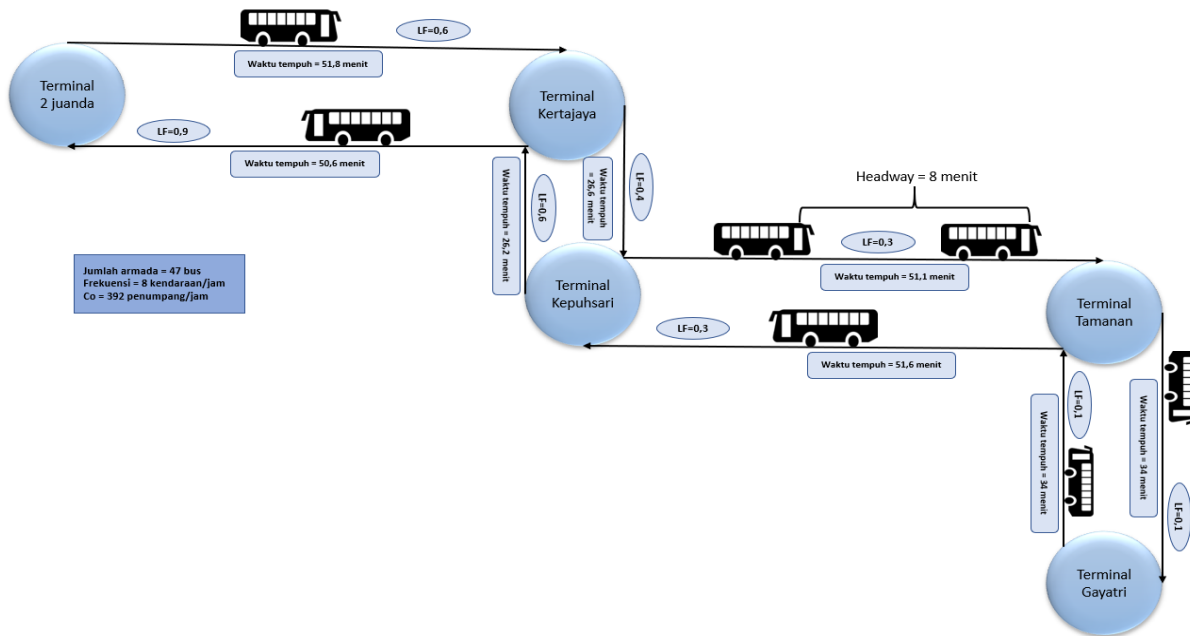 LF=0,6
Waktu tempuh = 51,8 menit
Terminal
2 juanda
Terminal
Kertajaya
LF=0,9
Waktu tempuh = 50,6 menit
Waktu tempuh = 26,2 menit
LF=0,6
Waktu tempuh
= 26,6 menit
LF=0,4
Headway = 8 menit
LF=0,3
Waktu tempuh = 51,1 menit
Jumlah armada = 47 bus
Frekuensi = 8 kendaraan/jam
Co = 392 penumpang/jam
Terminal
Kepuhsari
Terminal
Tamanan
LF=0,3
Waktu tempuh = 51,6 menit
Waktu tempuh = 34 menit
LF=0,1
Waktu tempuh = 34 menit
LF=0,1
Terminal
Gayatri